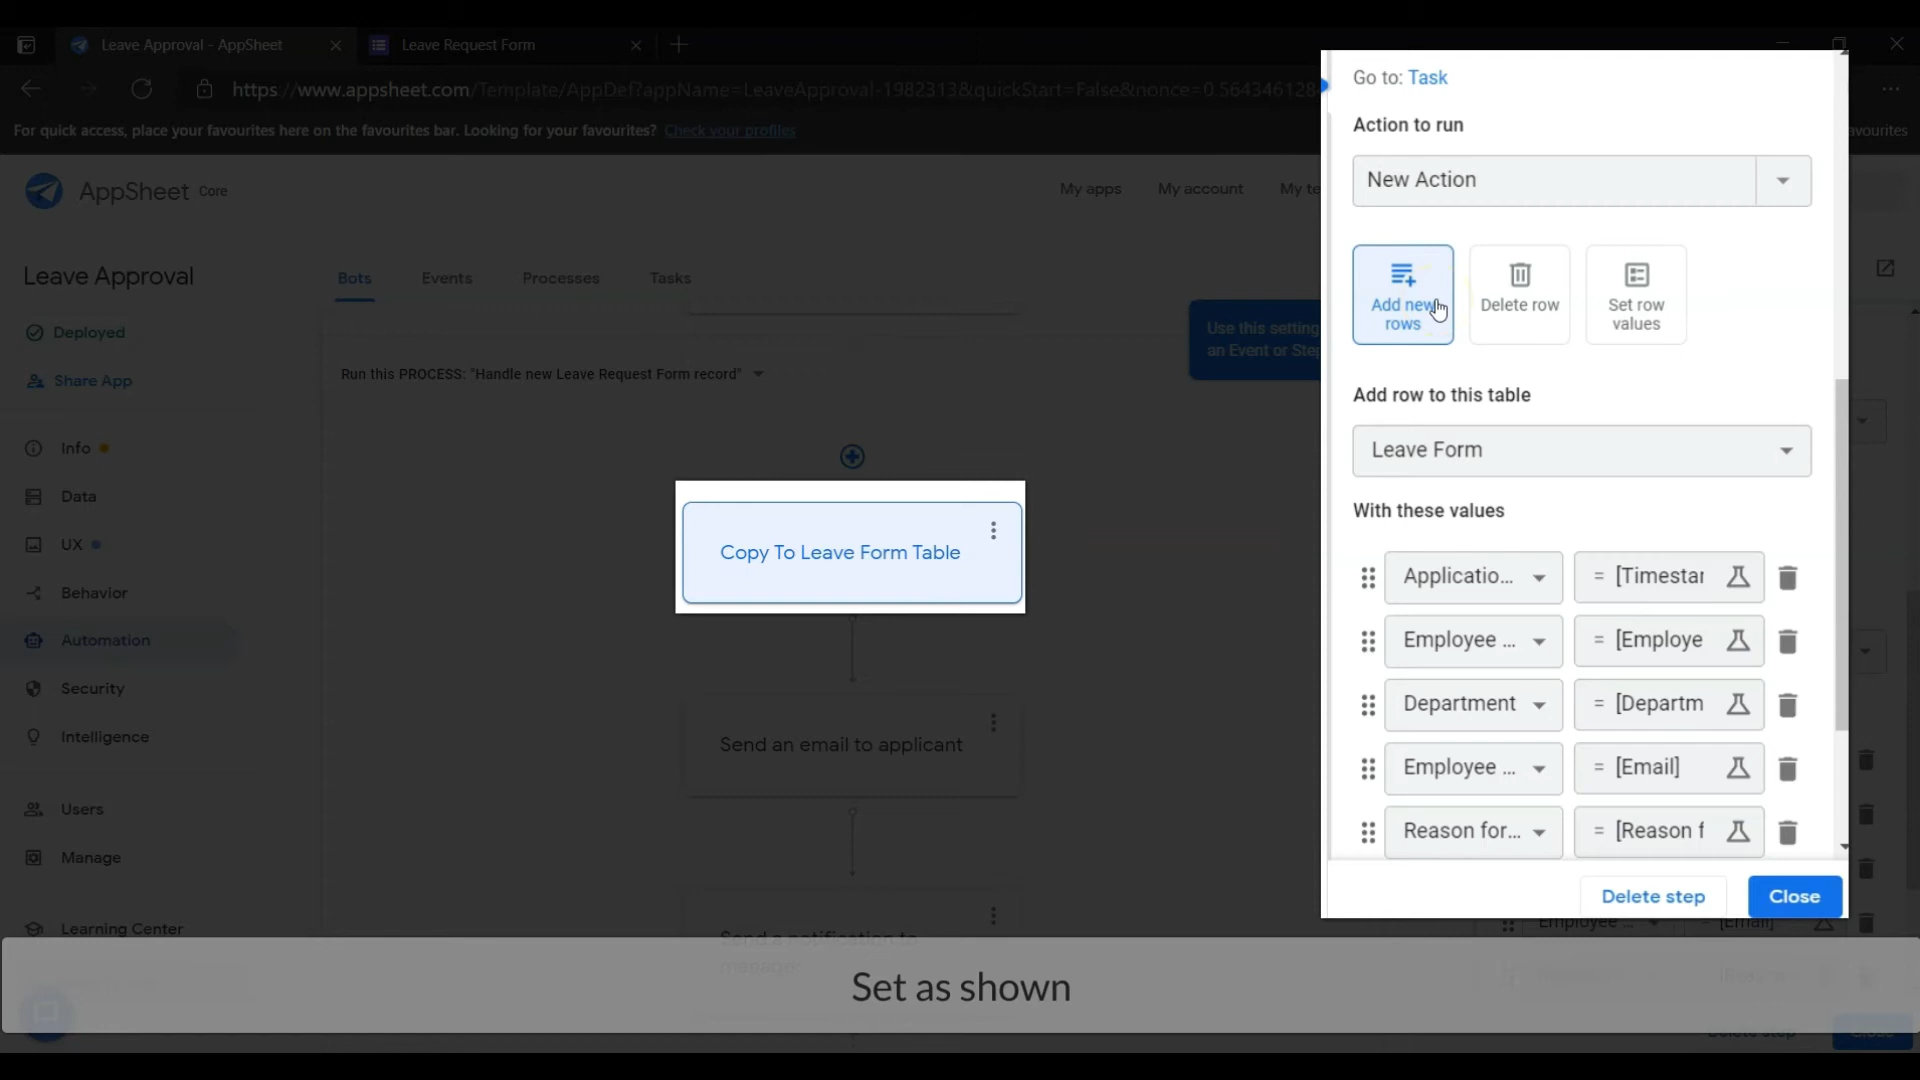 Leave Approval - AppSheet
Leave Request Form
https://www.appsheet.com/Template/AppDef?appName=LeaveApproval-1982313&quickStart=False&nonce=0.564346128
For quick access, place your favourites here on the favourites bar. Looking for your favourites? Check your profiles
avourites
AppSheet Core
My apps
My account
My te
Leave Approval
Bots
Events
Processes
Tasks
Deployed
Share App
Info
Data
UX
Behavior
Automation
Security
Intelligence
Users
Manage
Learning Center
Use this setting
an Event or Step
Run this PROCESS: "Handle new Leave Request Form record"
Copy To Leave Form Table
Send an email to applicant
Send a notification to
manager
Go to: Task
Action to run
New Action
Add new
rows
Delete row
Set row
values
Add row to this table
Leave Form
With these values
Applicatio... = [Timestar
Employee ... = [Employe
Department = [Departm
Employee ... = [Email]
Reason for... = [Reason f
Delete step
Close
Employee ... [Email]
Set as shown
Delete step
Close